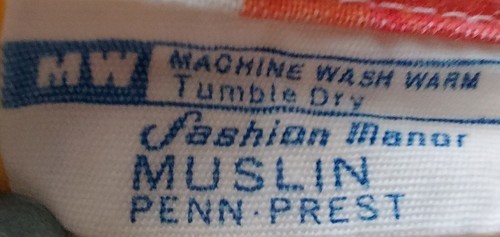 MW MACHINE WASH WARM
Tumble Dry
Fashion Manor
MUSLIN
PENN·PREST